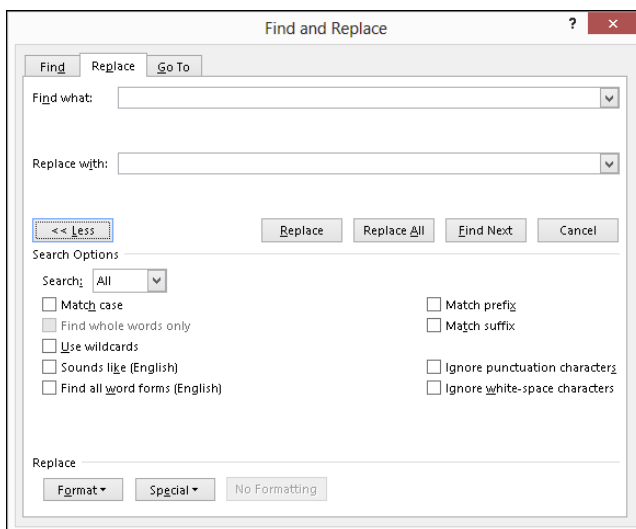 Find and Replace ? ×
Find Replace Go To
Find what:
Replace with:
<< Less Replace Replace All Find Next Cancel
Search Options
Search: All
Match case Match prefix
Find whole words only Match suffix
Use wildcards
Sounds like (English) Ignore punctuation characters
Find all word forms (English) Ignore white-space characters
Replace
Format Special No Formatting